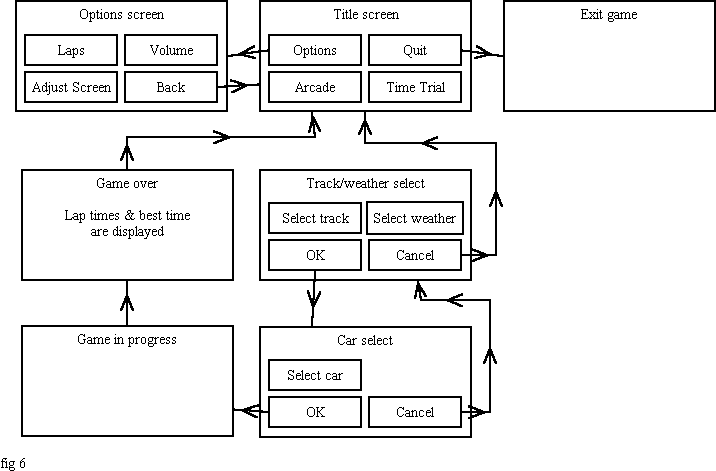 Options screen
Laps
Volume
Adjust Screen
Back
Title screen
Options
Quit
Arcade
Time Trial
Exit game
Game over
Lap times & best time
are displayed
Track/weather select
Select track
Select weather
OK
Cancel
Game in progress
Car select
Select car
OK
Cancel
fig 6